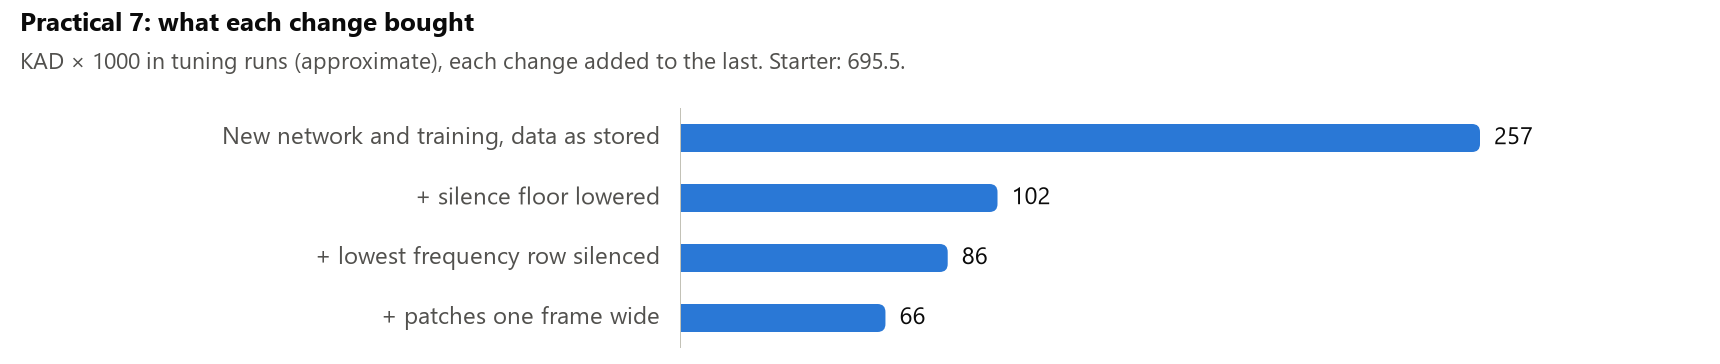 Practical 7: what each change bought
KAD × 1000 in tuning runs (approximate), each change added to the last. Starter: 695.5.
New network and training, data as stored 257
+ silence floor lowered 102
+ lowest frequency row silenced 86
+ patches one frame wide 66